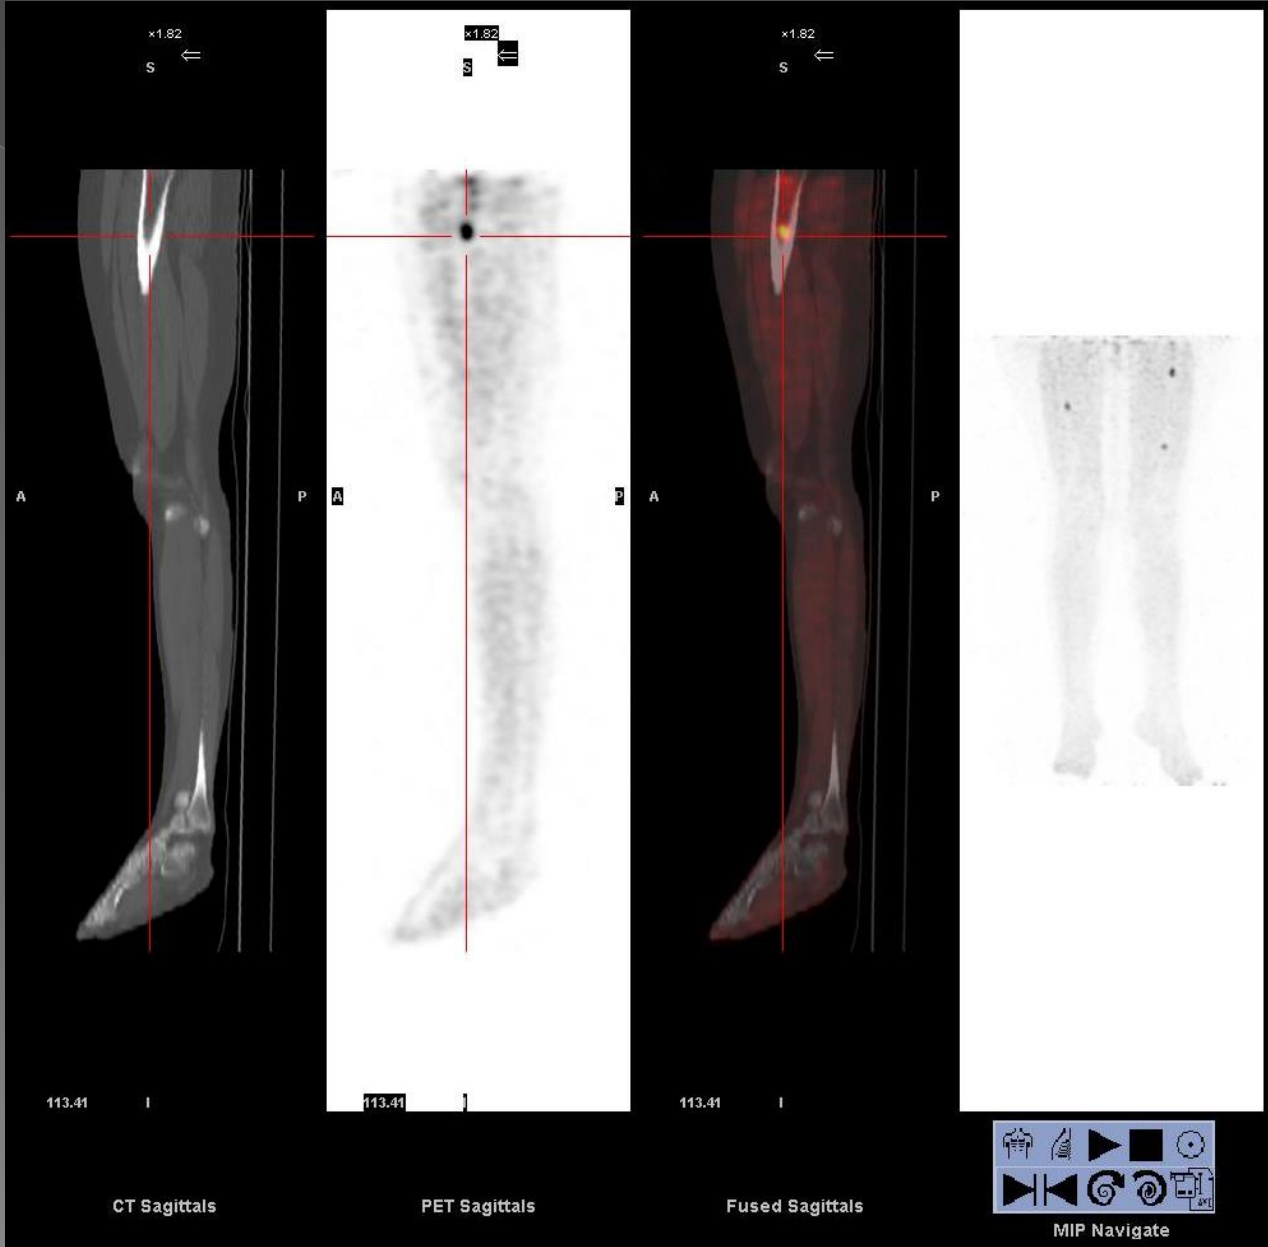 ×1.82
⇐
S
A
P
113.41
I
CT Sagittals
×1.82
⇐
S
A
P
113.41
I
PET Sagittals
×1.82
⇐
S
A
P
113.41
I
Fused Sagittals
MIP Navigate